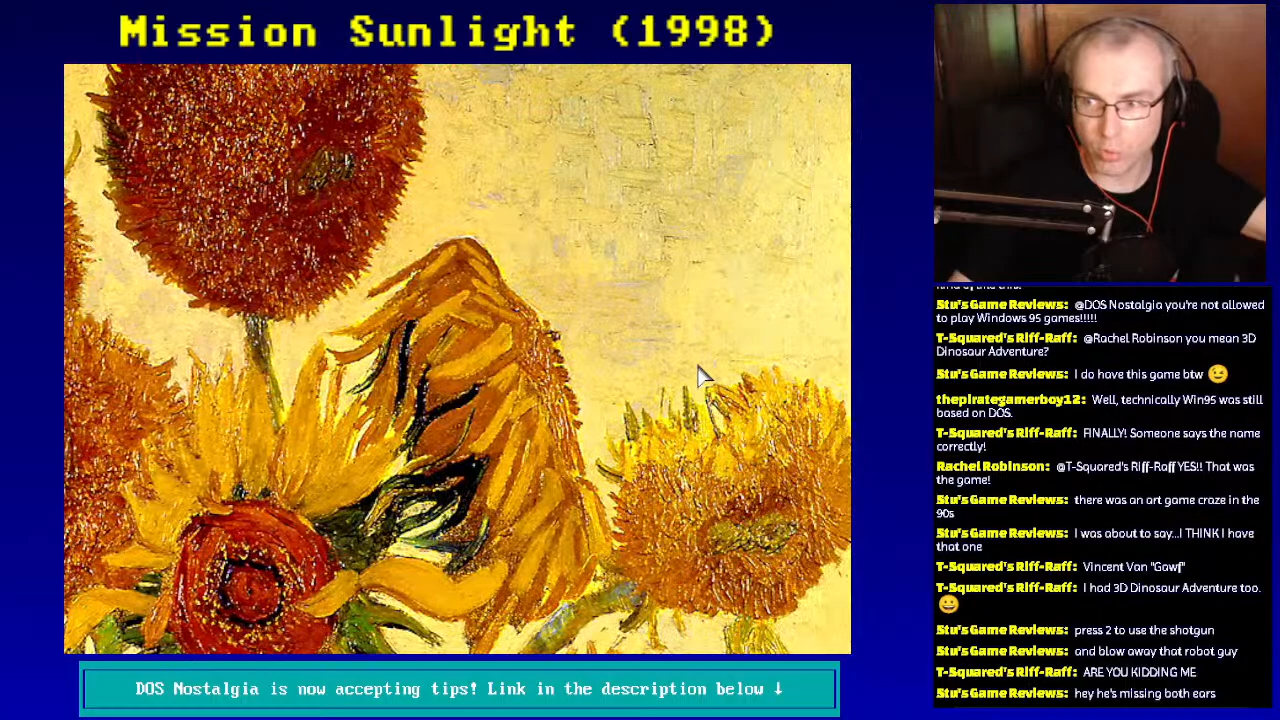 Mission Sunlight (1998)
Stu's Game Reviews: @DOS Nostalgia you're not allowed
to play Windows 95 games!!!!!
T-Squared's Riff-Raff: @Rachel Robinson you mean 3D
Dinosaur Adventure?
Stu's Game Reviews: I do have this game btw 😉
thepirategamerboy12: Well, technically Win95 was still
based on DOS.
T-Squared's Riff-Raff: FINALLY! Someone says the name
correctly!
Rachel Robinson: @T-Squared's Riff-Raff YES!! That was
the game!
Stu's Game Reviews: there was an art game craze in the
90s
Stu's Game Reviews: I was about to say...I THINK I have
that one
T-Squared's Riff-Raff: Vincent Van "Gawf"
T-Squared's Riff-Raff: I had 3D Dinosaur Adventure too.
😀
Stu's Game Reviews: press 2 to use the shotgun
Stu's Game Reviews: and blow away that robot guy
T-Squared's Riff-Raff: ARE YOU KIDDING ME
Stu's Game Reviews: hey he's missing both ears
DOS Nostalgia is now accepting tips! Link in the description below ↓